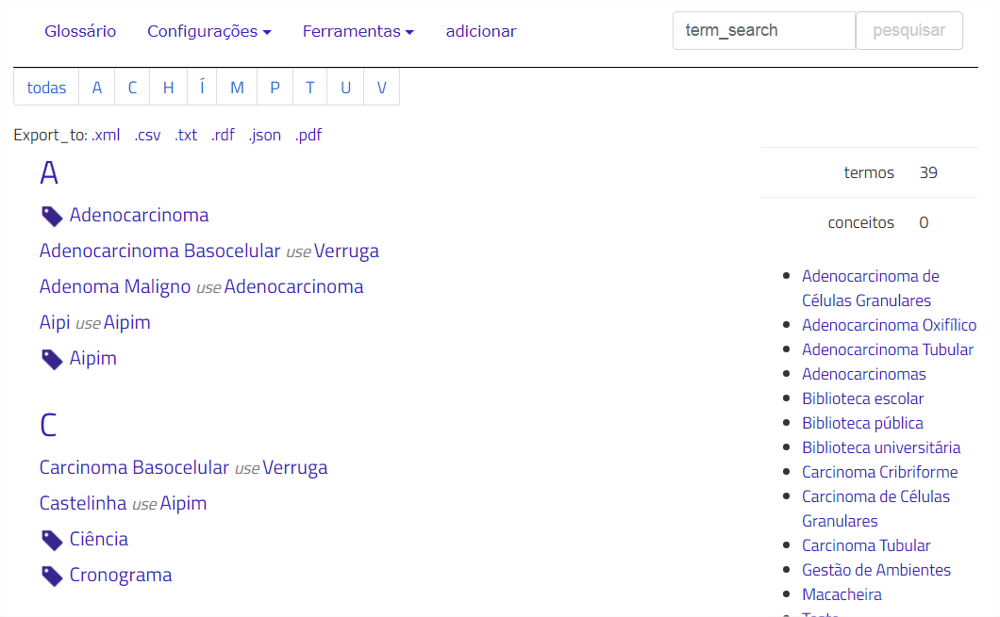 Glossário Configurações Ferramentas adicionar term_search pesquisar
todas A C H Í M P T U V
Export_to: .xml .csv .txt .rdf .json .pdf
A
Adenocarcinoma
Adenocarcinoma Basocelular use Verruga
Adenoma Maligno use Adenocarcinoma
Aipi use Aipim
Aipim
C
Carcinoma Basocelular use Verruga
Castelinha use Aipim
Ciência
Cronograma
termos 39
conceitos 0
Adenocarcinoma de
Células Granulares
Adenocarcinoma Oxifílico
Adenocarcinoma Tubular
Adenocarcinomas
Biblioteca escolar
Biblioteca pública
Biblioteca universitária
Carcinoma Cribriforme
Carcinoma de Células
Granulares
Carcinoma Tubular
Gestão de Ambientes
Macacheira